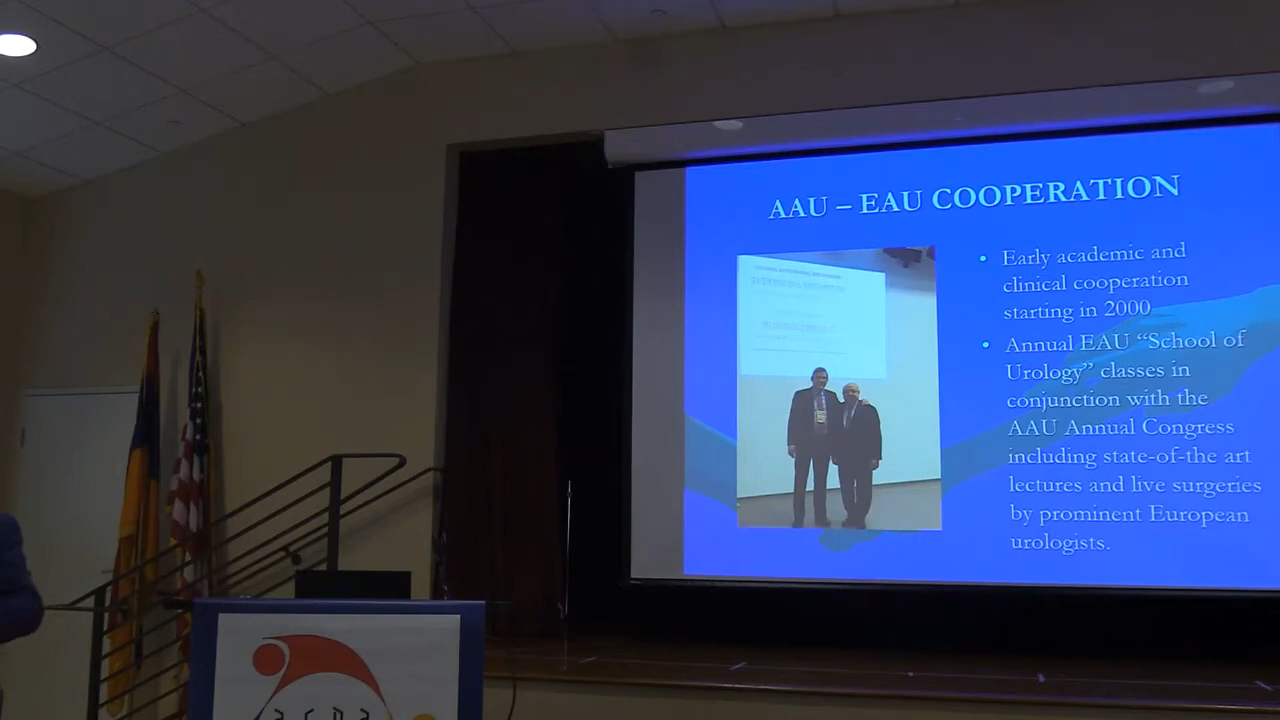 AAU – EAU COOPERATION
• Early academic and
clinical cooperation
starting in 2000
• Annual EAU “School of
Urology” classes in
conjunction with the
AAU Annual Congress
including state-of-the art
lectures and live surgeries
by prominent European
urologists.